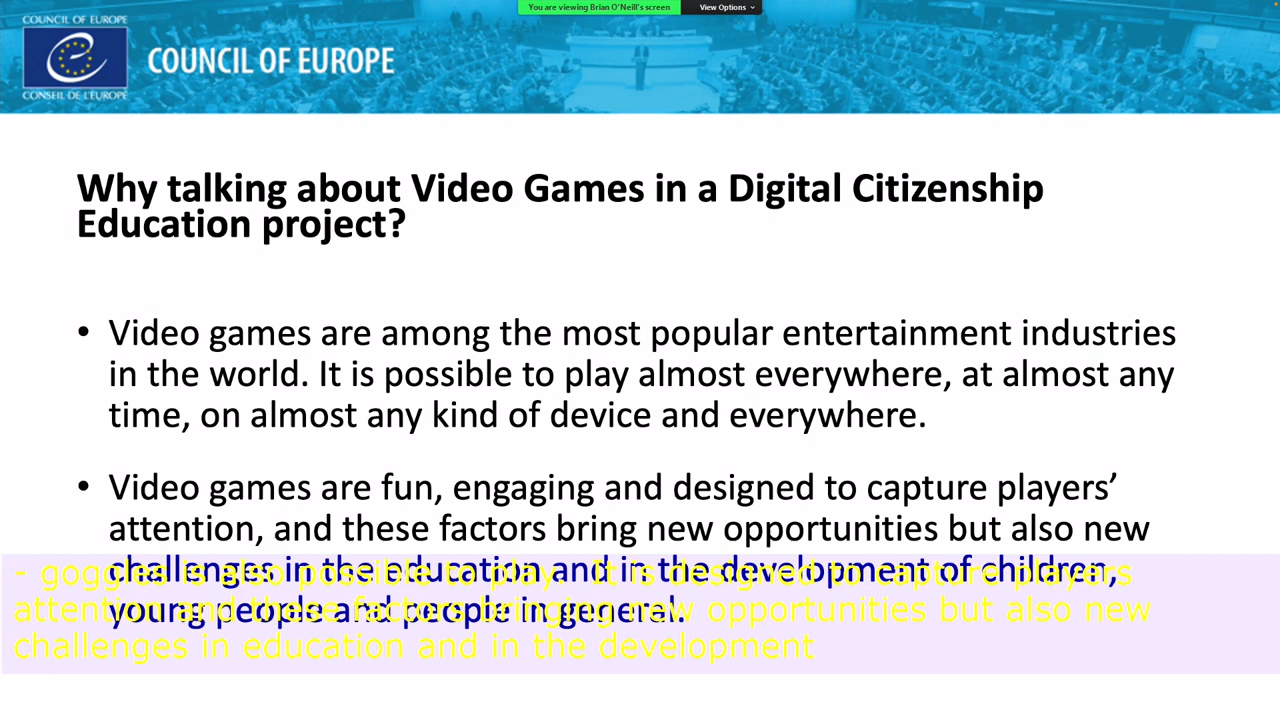 You are viewing Brian O'Neill's screen
View Options
COUNCIL OF EUROPE
CONSEIL DE L'EUROPE
COUNCIL OF EUROPE
Why talking about Video Games in a Digital Citizenship
Education project?
• Video games are among the most popular entertainment industries
in the world. It is possible to play almost everywhere, at almost any
time, on almost any kind of device and everywhere.
• Video games are fun, engaging and designed to capture players’
attention, and these factors bring new opportunities but also new
challenges in the education and in the development of children,
young people and people in general.
- goggles is also possible to play. It is designed to capture players
attention and these factors bringing new opportunities but also new
challenges in education and in the development